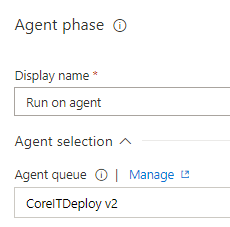 Agent phase
Display name *
Run on agent
Agent selection
Agent queue | Manage
CoreITDeploy v2